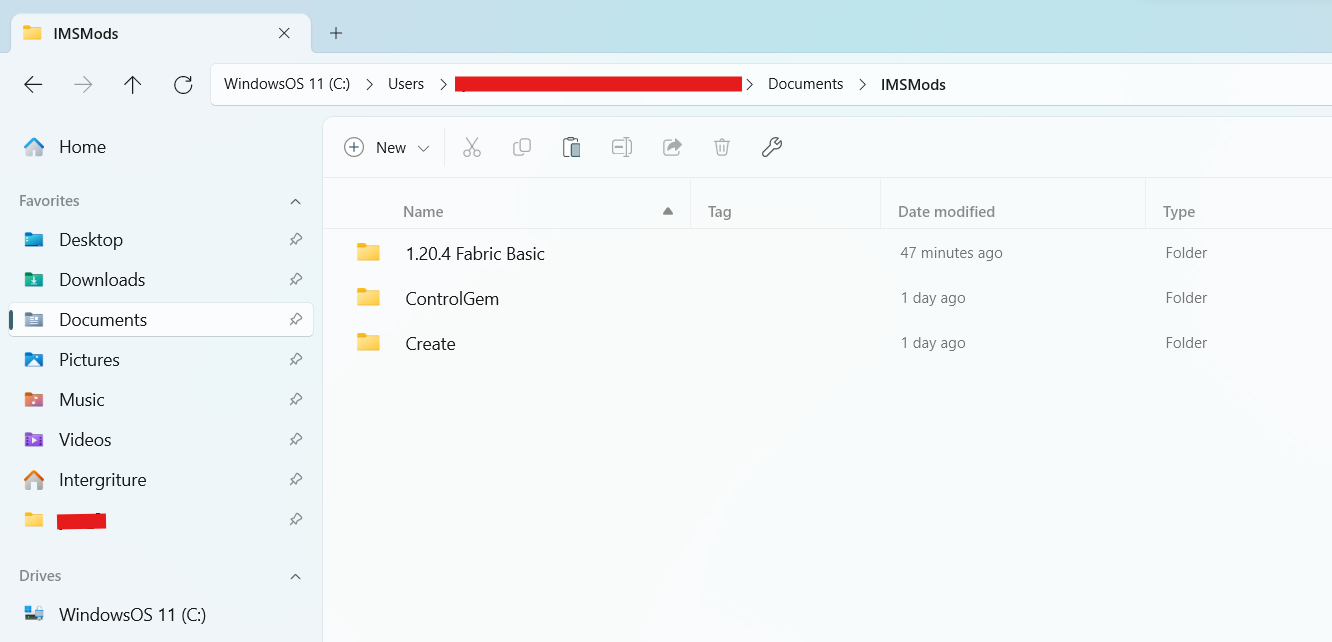 IMSMods
WindowsOS 11 (C:) Users Documents IMSMods
Home
New
Favorites
Name Tag Date modified Type
Desktop
1.20.4 Fabric Basic 47 minutes ago Folder
Downloads
ControlGem 1 day ago Folder
Documents
Create 1 day ago Folder
Pictures
Music
Videos
Intergriture
Drives
WindowsOS 11 (C:)